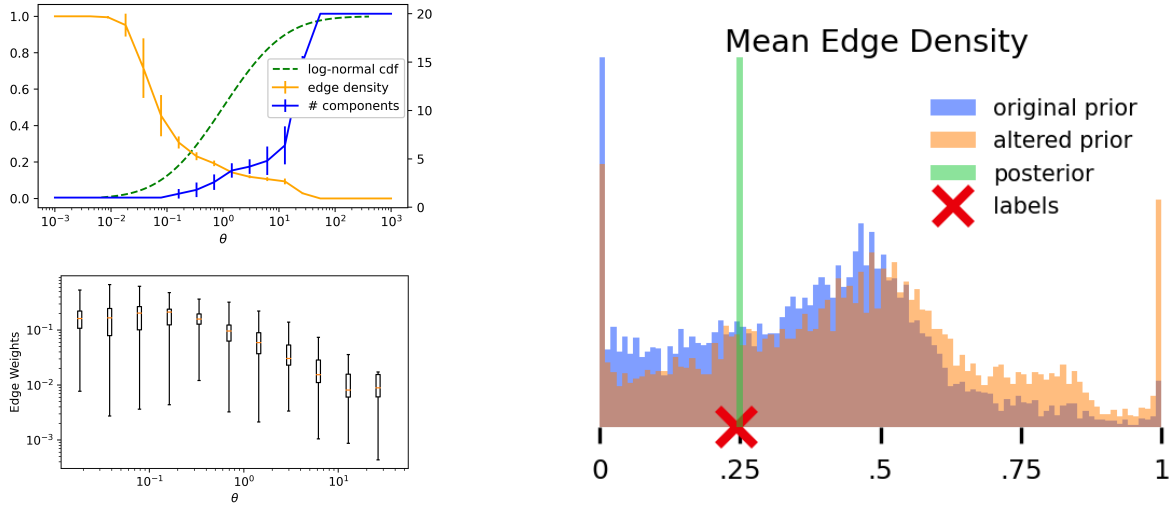 1.0
0.8
0.6
0.4
0.2
0.0
20
15
10
5
0
log-normal cdf
edge density
# components
10⁻³ 10⁻² 10⁻¹ 10⁰ 10¹ 10² 10³
θ
Edge Weights
10⁻¹
10⁻²
10⁻³
10⁻¹ 10⁰ 10¹
θ
Mean Edge Density
original prior
altered prior
posterior
labels
0 .25 .5 .75 1